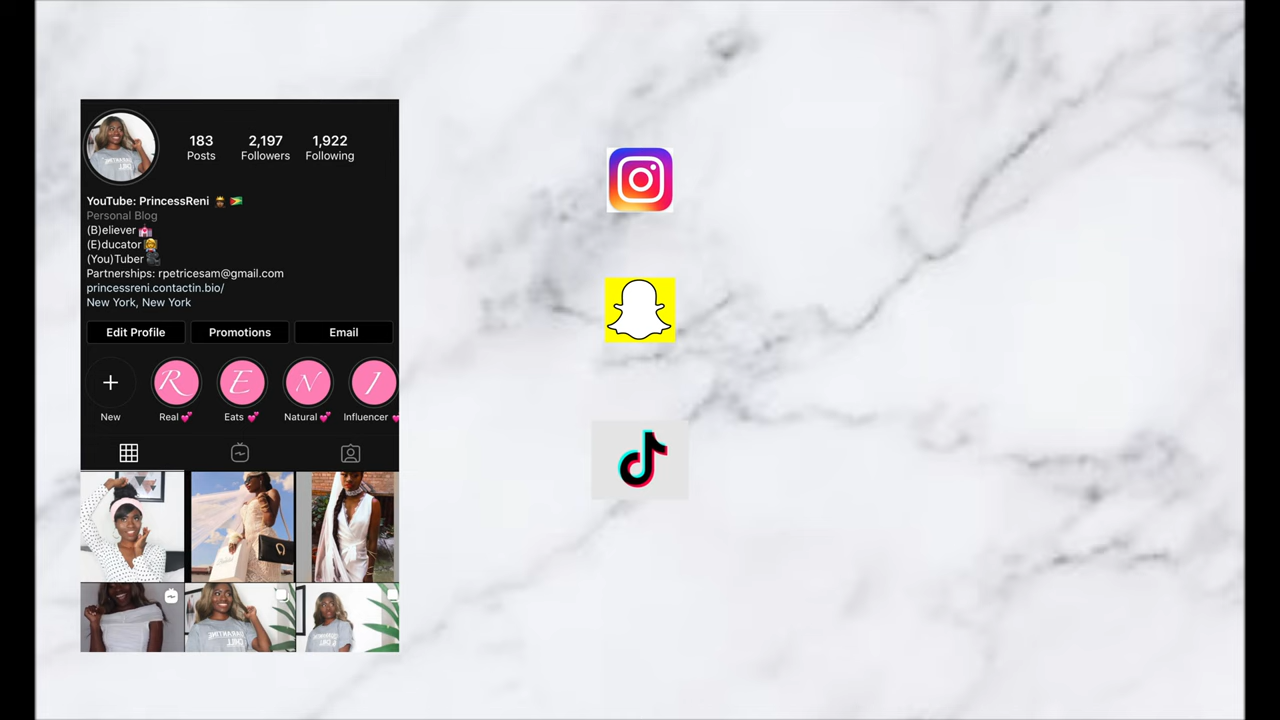 183 2,197 1,922
Posts Followers Following
YouTube: PrincessReni
Personal Blog
(B)eliever
(E)ducator
(You)Tuber
Partnerships: rpetricesam@gmail.com
princessreni.contactin.bio/
New York, New York
Edit Profile Promotions Email
R E N I
New Real Eats Natural Influencer